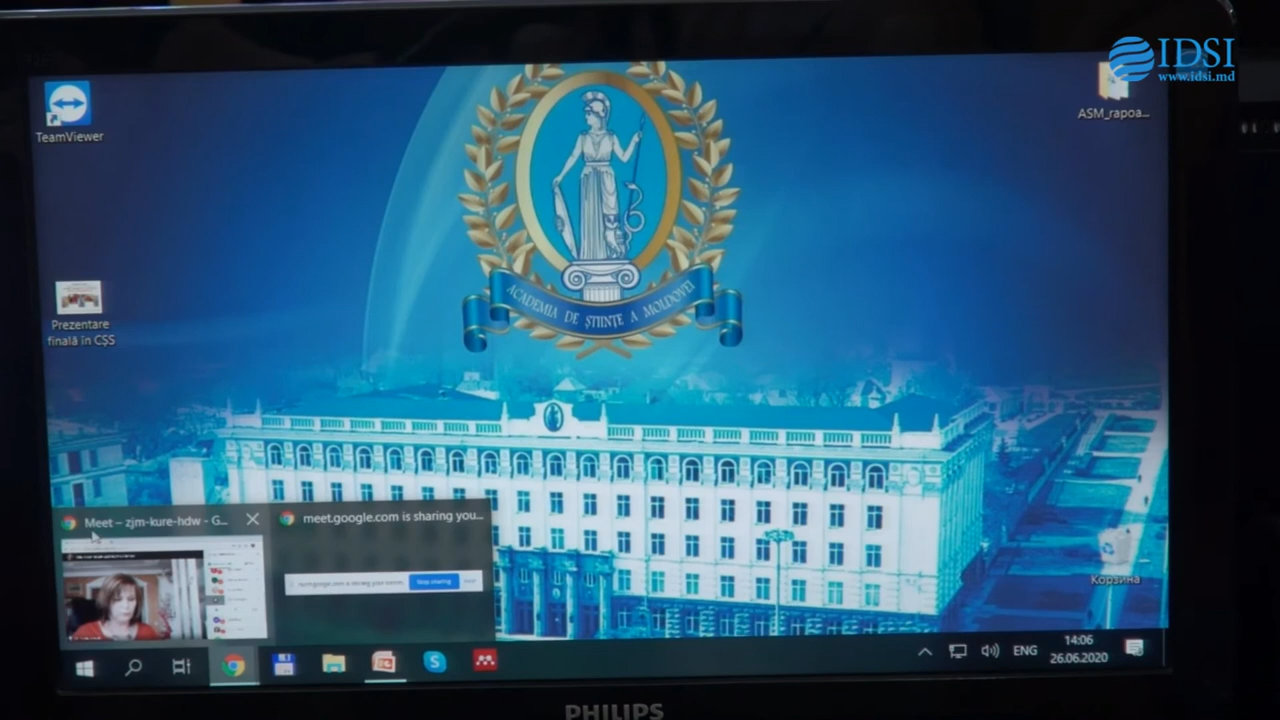 IDSI
www.idsi.md
TeamViewer
ASM_rapoa...
ACADEMIA DE ȘTIINȚE A MOLDOVEI
Prezentare
finală în CȘS
Meet – zjm-kure-hdw - G...
meet.google.com is sharing you...
Stop sharing
Корзина
ENG
14:06
26.06.2020
PHILIPS